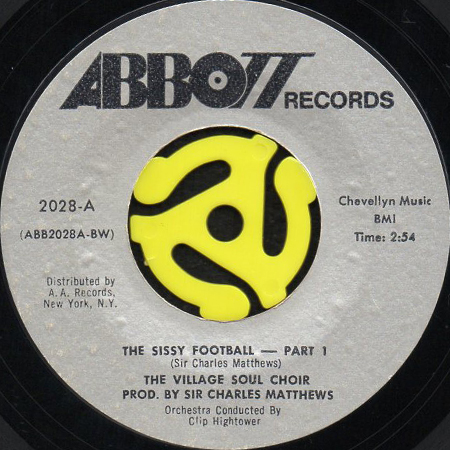 ABBOTT RECORDS
2028-A
(ABB2028A-BW)
Chevellyn Music
BMI
Time: 2:54
Distributed by
A. A. Records,
New York, N.Y.
THE SISSY FOOTBALL — PART 1
(Sir Charles Matthews)
THE VILLAGE SOUL CHOIR
PROD. BY SIR CHARLES MATTHEWS
Orchestra Conducted By
Clip Hightower